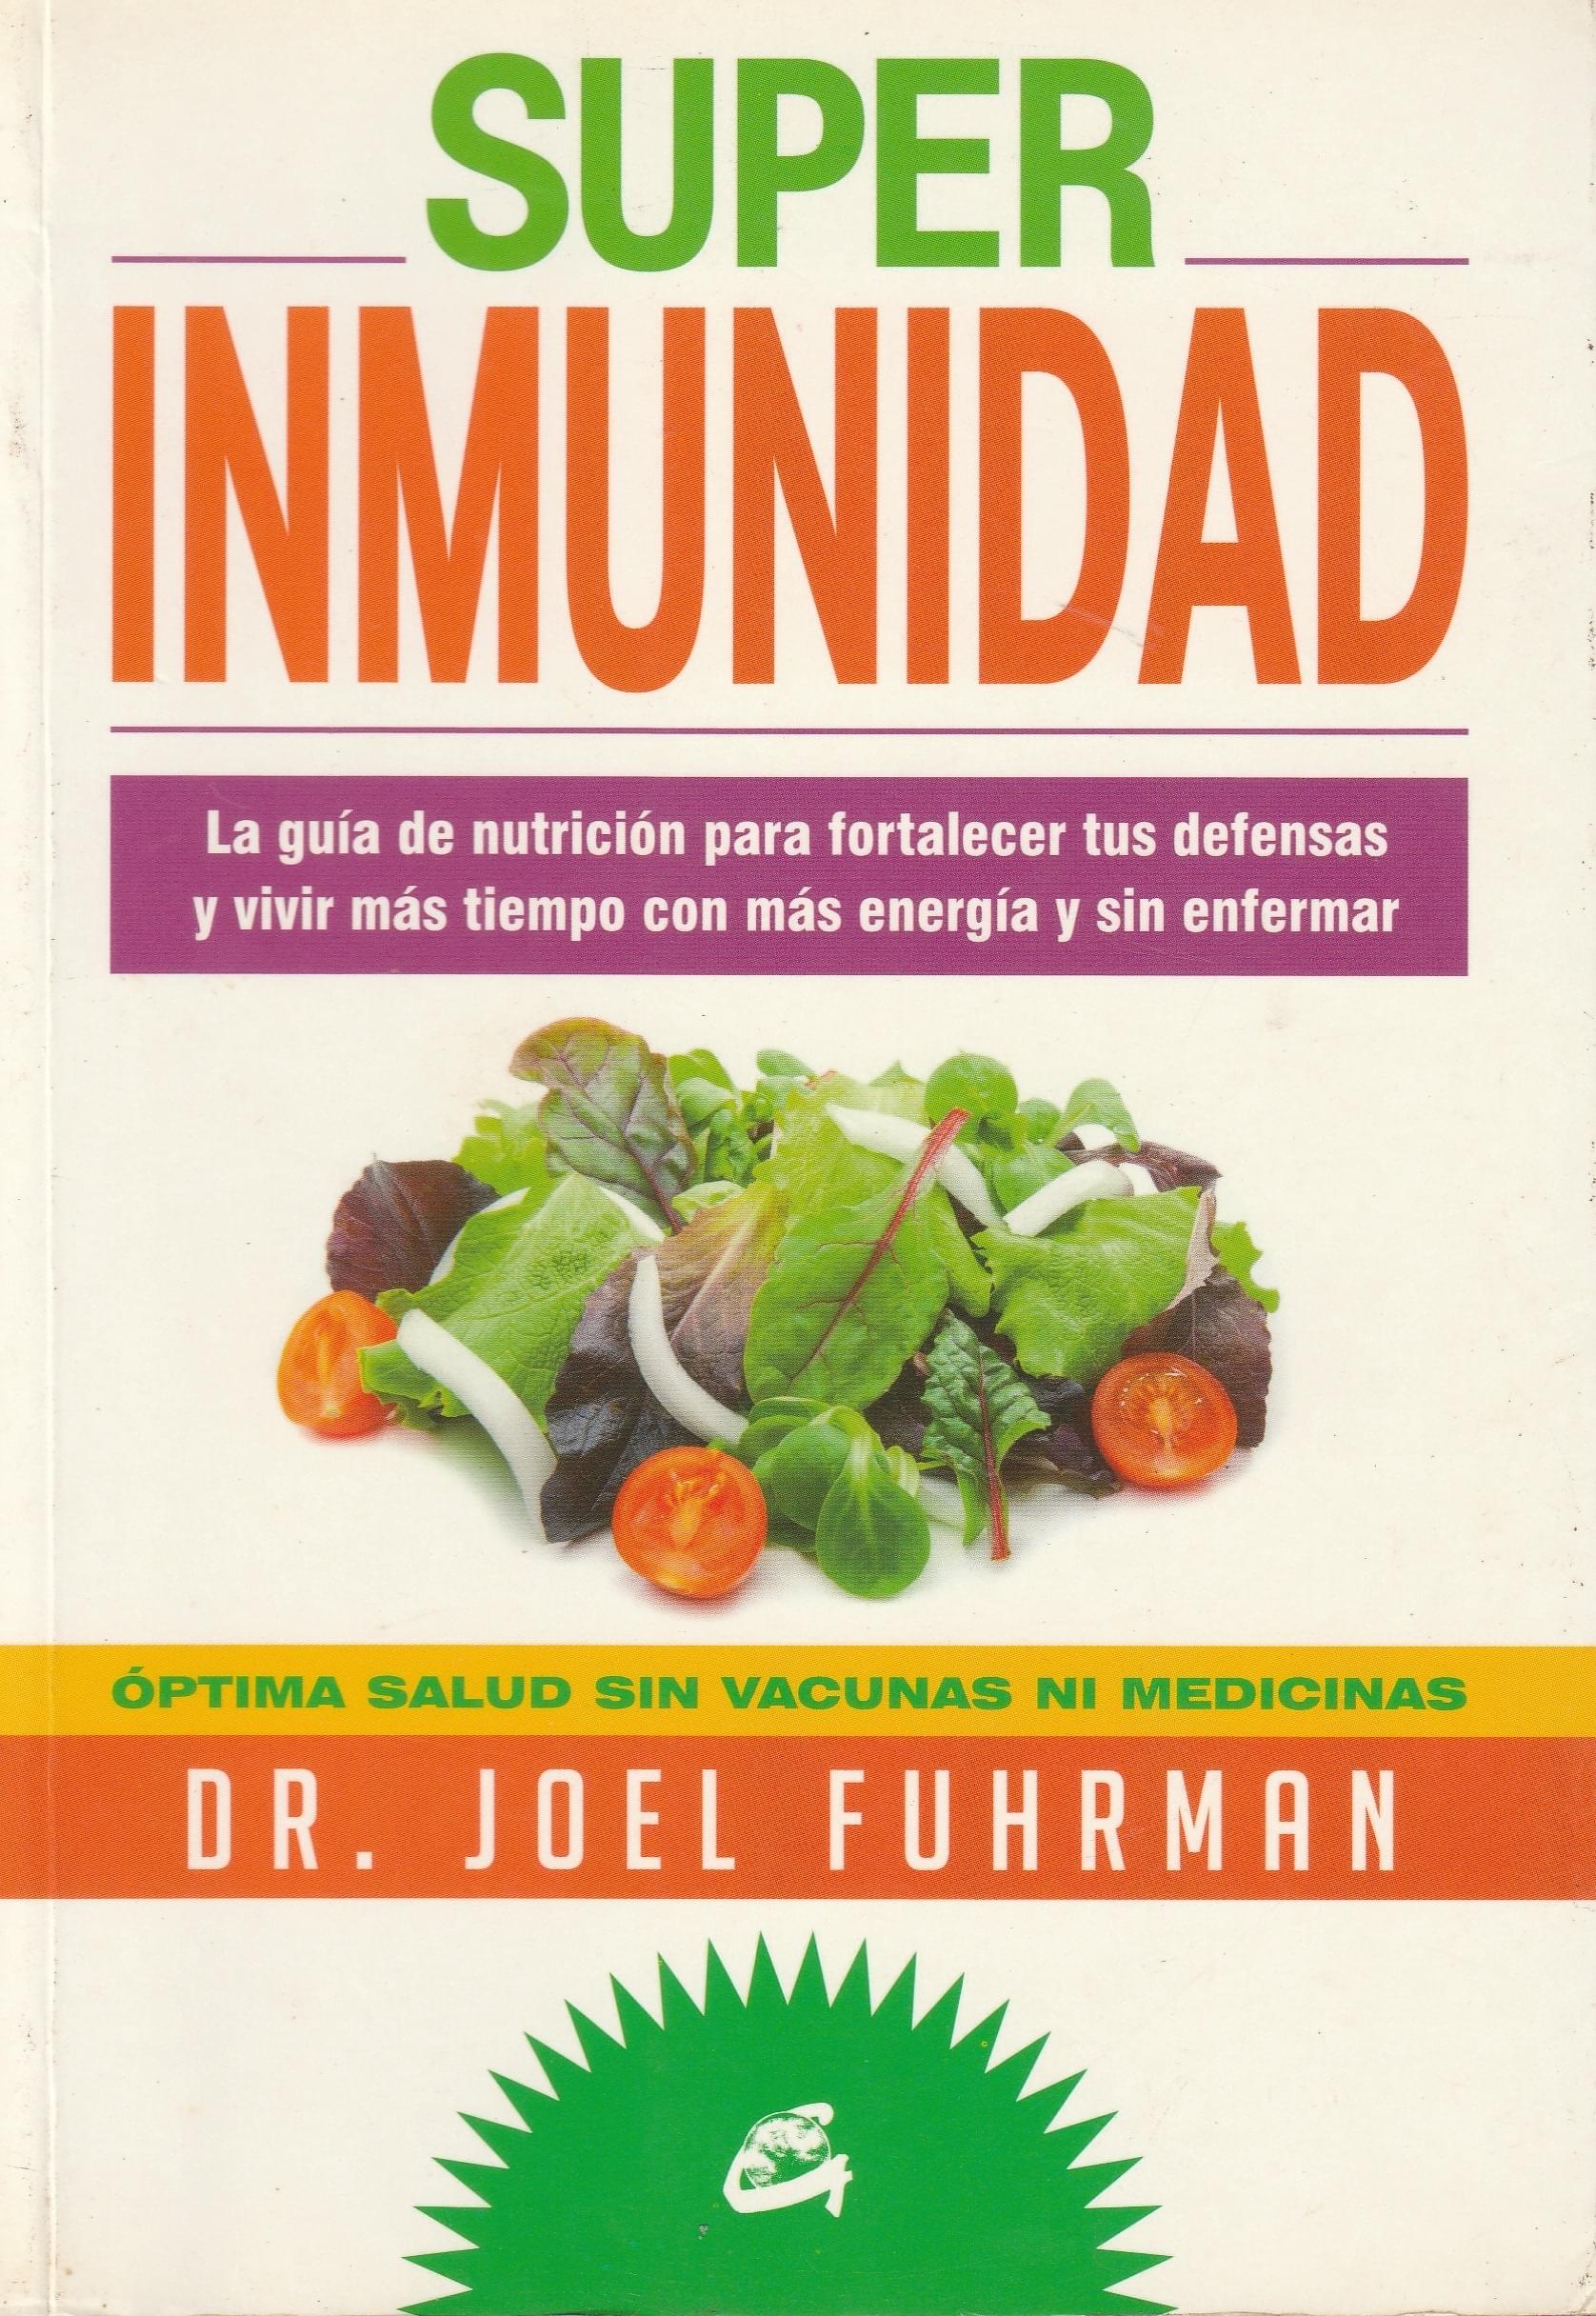 SUPER
INMUNIDAD
La guía de nutrición para fortalecer tus defensas
y vivir más tiempo con más energía y sin enfermar
ÓPTIMA SALUD SIN VACUNAS NI MEDICINAS
DR. JOEL FUHRMAN